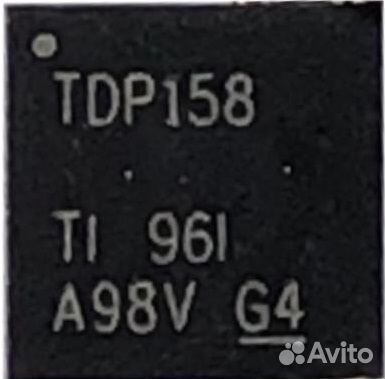 TDP158
TI 96I
A98V G4
Avito